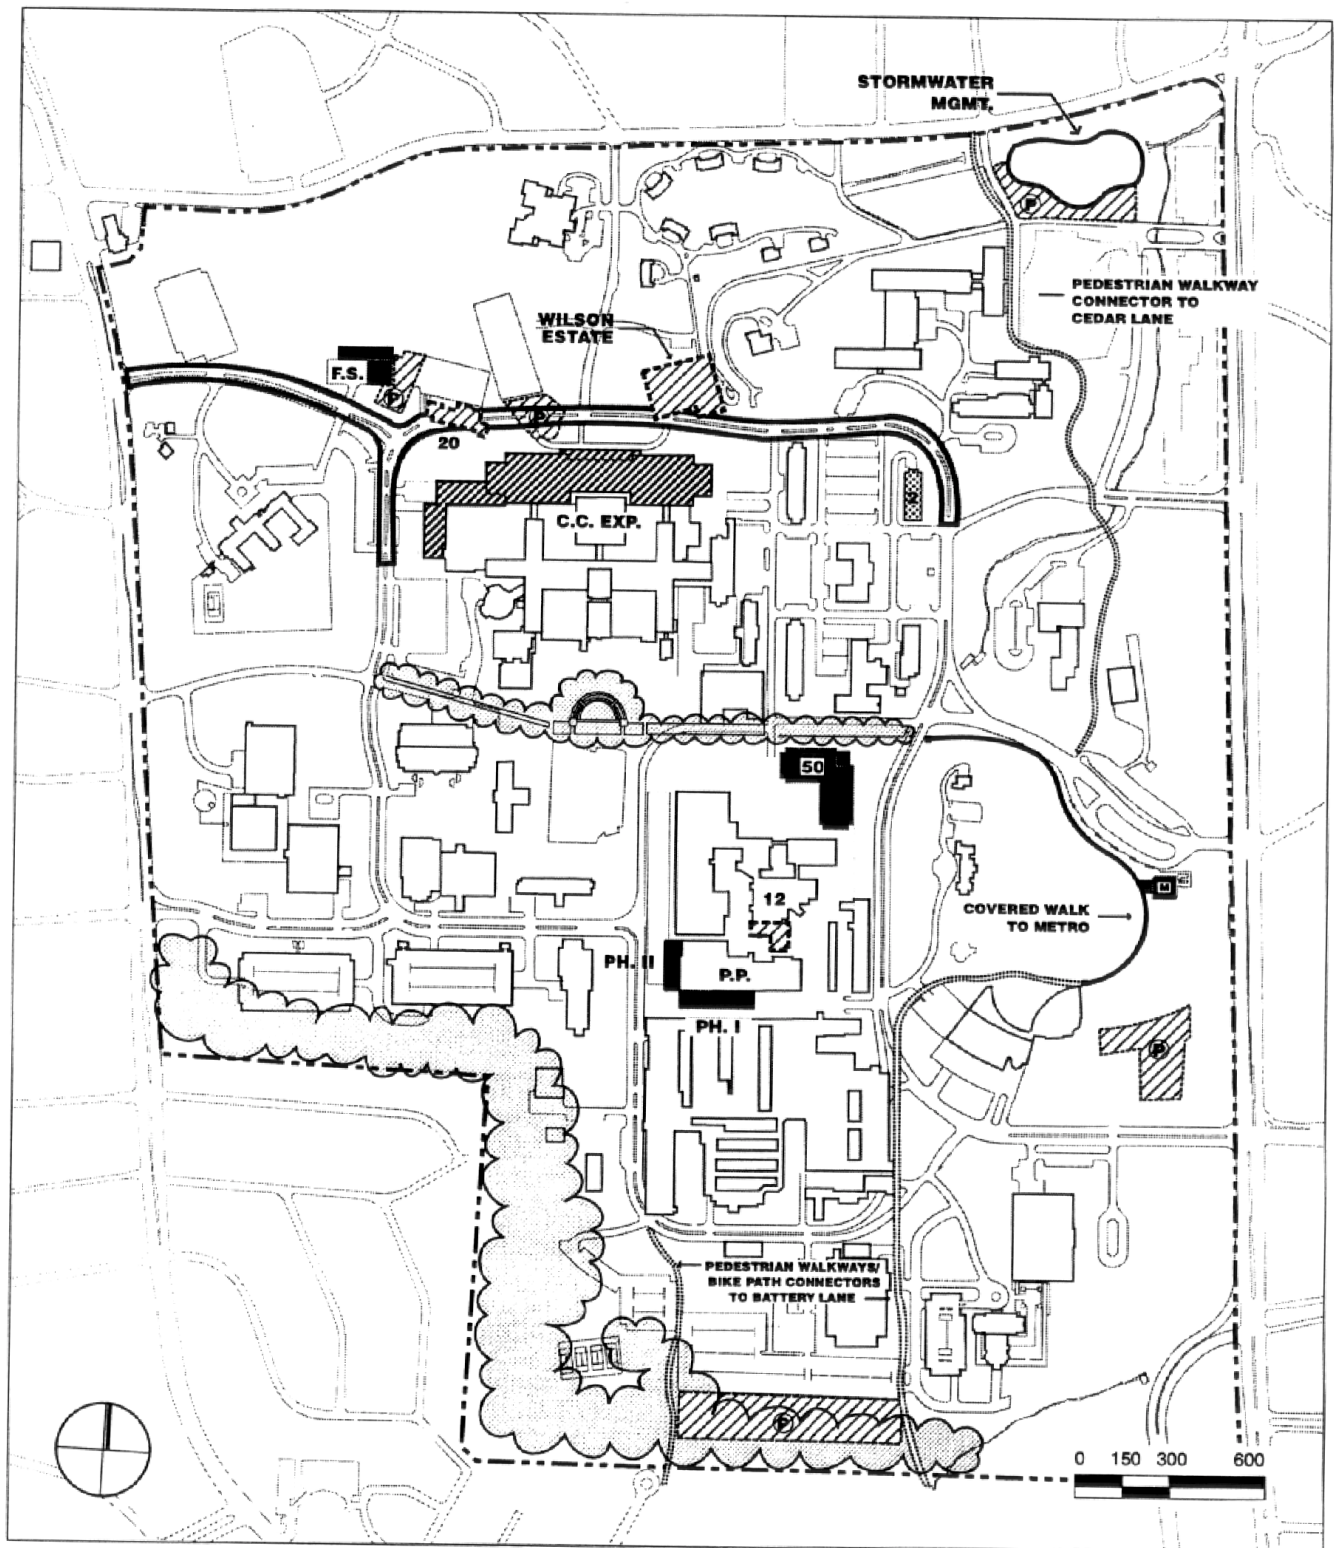 STORMWATER
MGMT.
P
PEDESTRIAN WALKWAY
CONNECTOR TO
CEDAR LANE
WILSON
ESTATE
F.S.
P
P
20
C.C. EXP.
50
12
M
COVERED WALK
TO METRO
PH. II
P.P.
PH. I
P
PEDESTRIAN WALKWAYS/
BIKE PATH CONNECTORS
TO BATTERY LANE
P
0 150 300 600